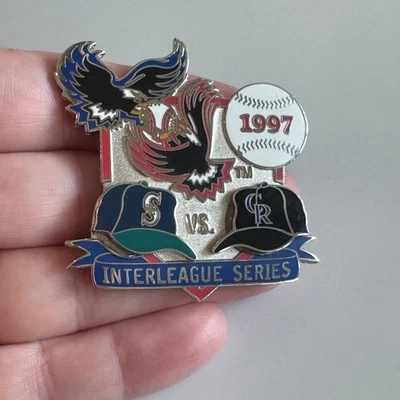 1997
TM
S VS. CR
INTERLEAGUE SERIES